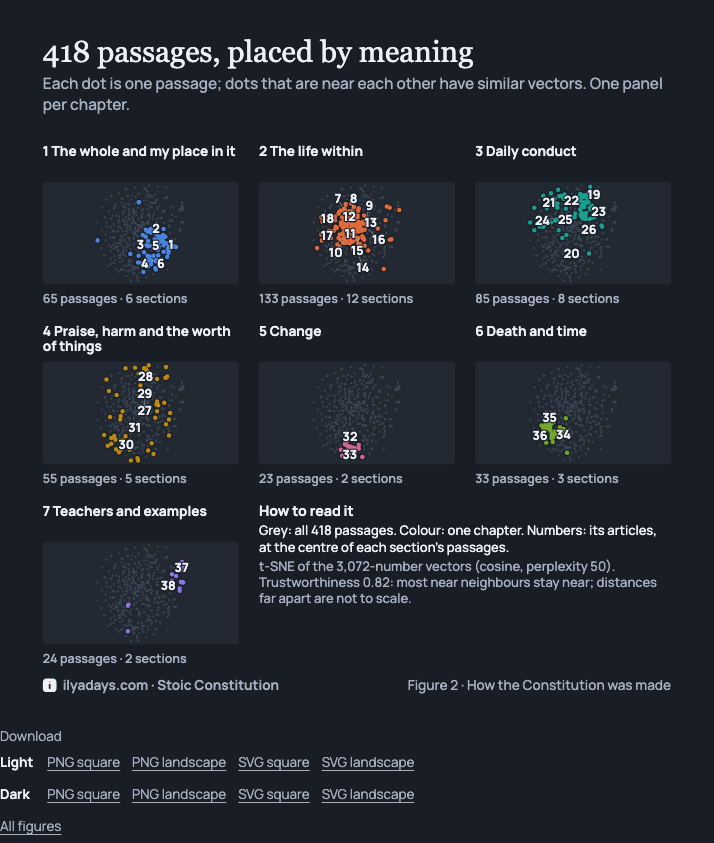 418 passages, placed by meaning
Each dot is one passage; dots that are near each other have similar vectors. One panel
per chapter.
1 The whole and my place in it
2 The life within
3 Daily conduct
2
3 5 1
4 6
7 8 9
18 12 13
17 11 16
10 15
14
19
21 22
23
24 25
26
20
65 passages · 6 sections
133 passages · 12 sections
85 passages · 8 sections
4 Praise, harm and the worth
of things
5 Change
6 Death and time
28
29
27
31
30
32
33
35
36 34
55 passages · 5 sections
23 passages · 2 sections
33 passages · 3 sections
7 Teachers and examples
37
38
24 passages · 2 sections
How to read it
Grey: all 418 passages. Colour: one chapter. Numbers: its articles,
at the centre of each section's passages.
t-SNE of the 3,072-number vectors (cosine, perplexity 50).
Trustworthiness 0.82: most near neighbours stay near; distances
far apart are not to scale.
i ilyadays.com · Stoic Constitution
Figure 2 · How the Constitution was made
Download
Light PNG square PNG landscape SVG square SVG landscape
Dark PNG square PNG landscape SVG square SVG landscape
All figures